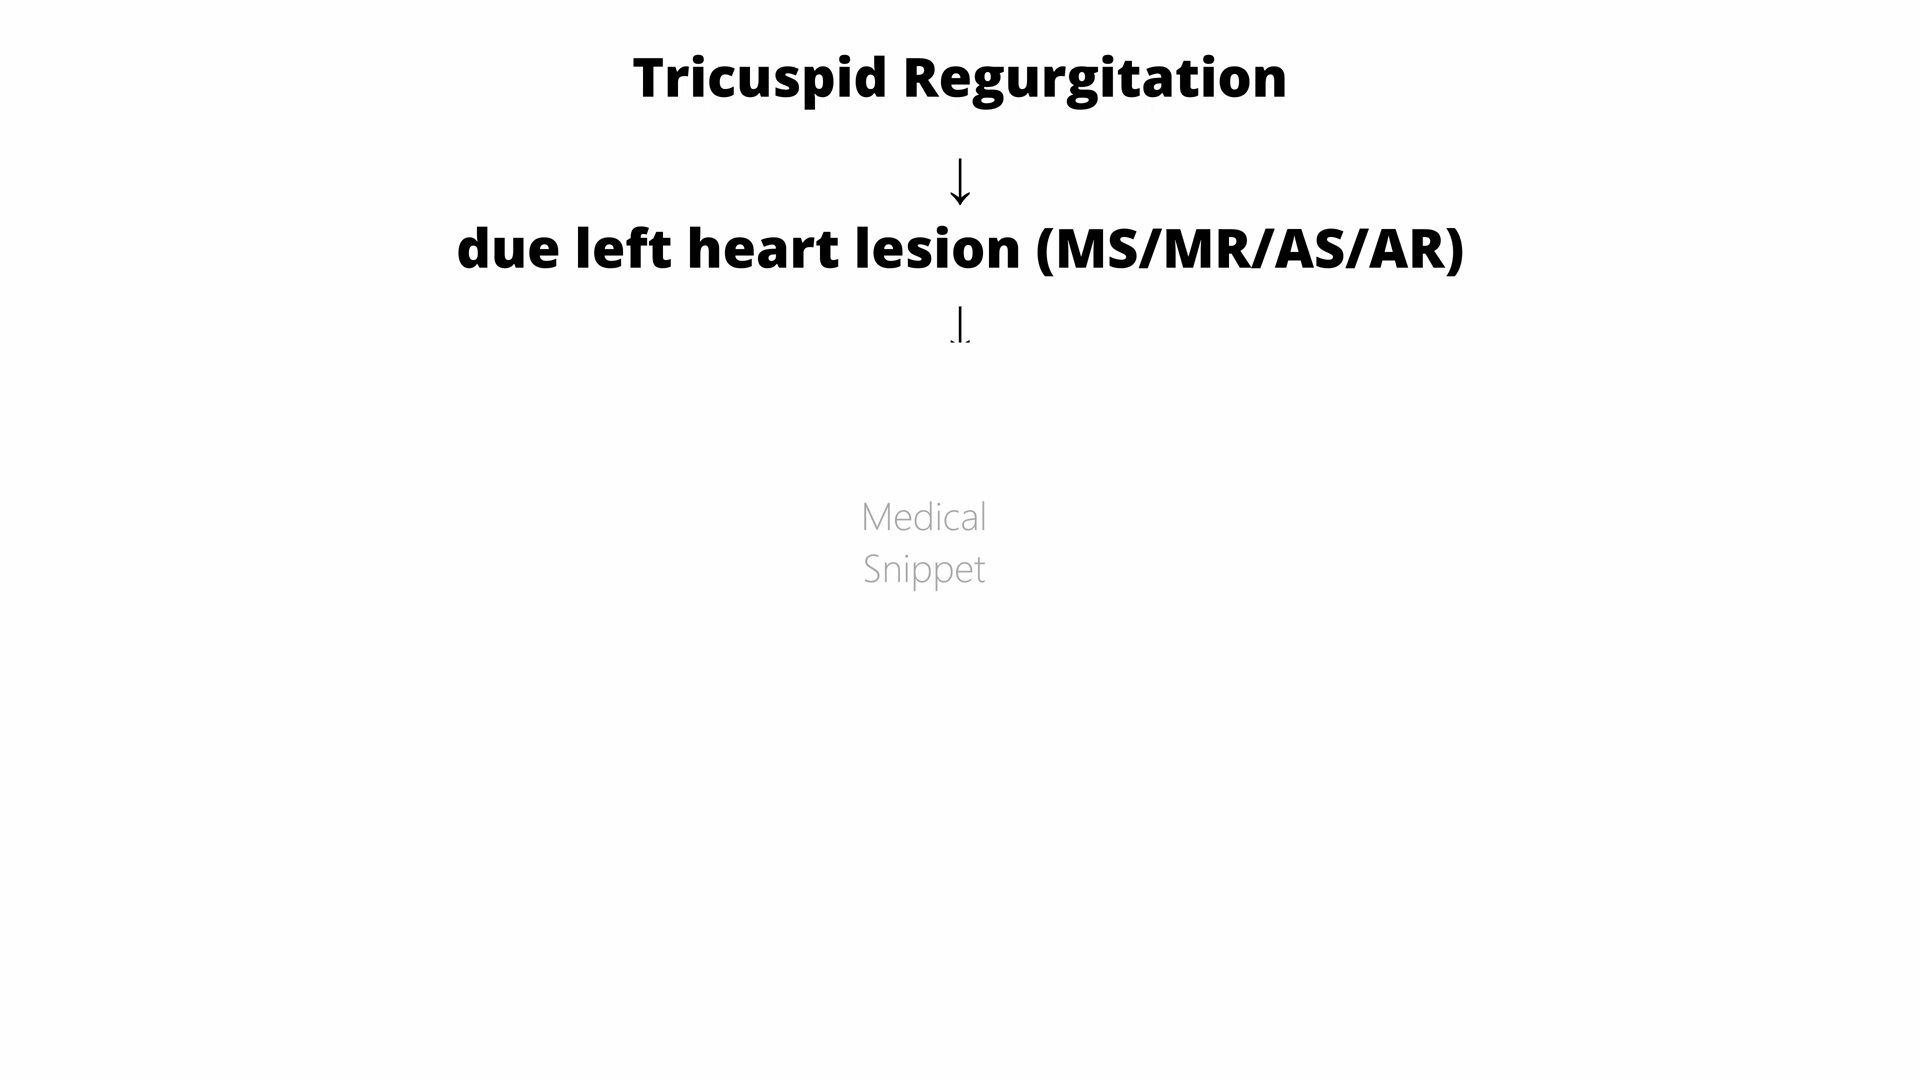 Tricuspid Regurgitation
↓
due left heart lesion (MS/MR/AS/AR)
↓
Medical
Snippet